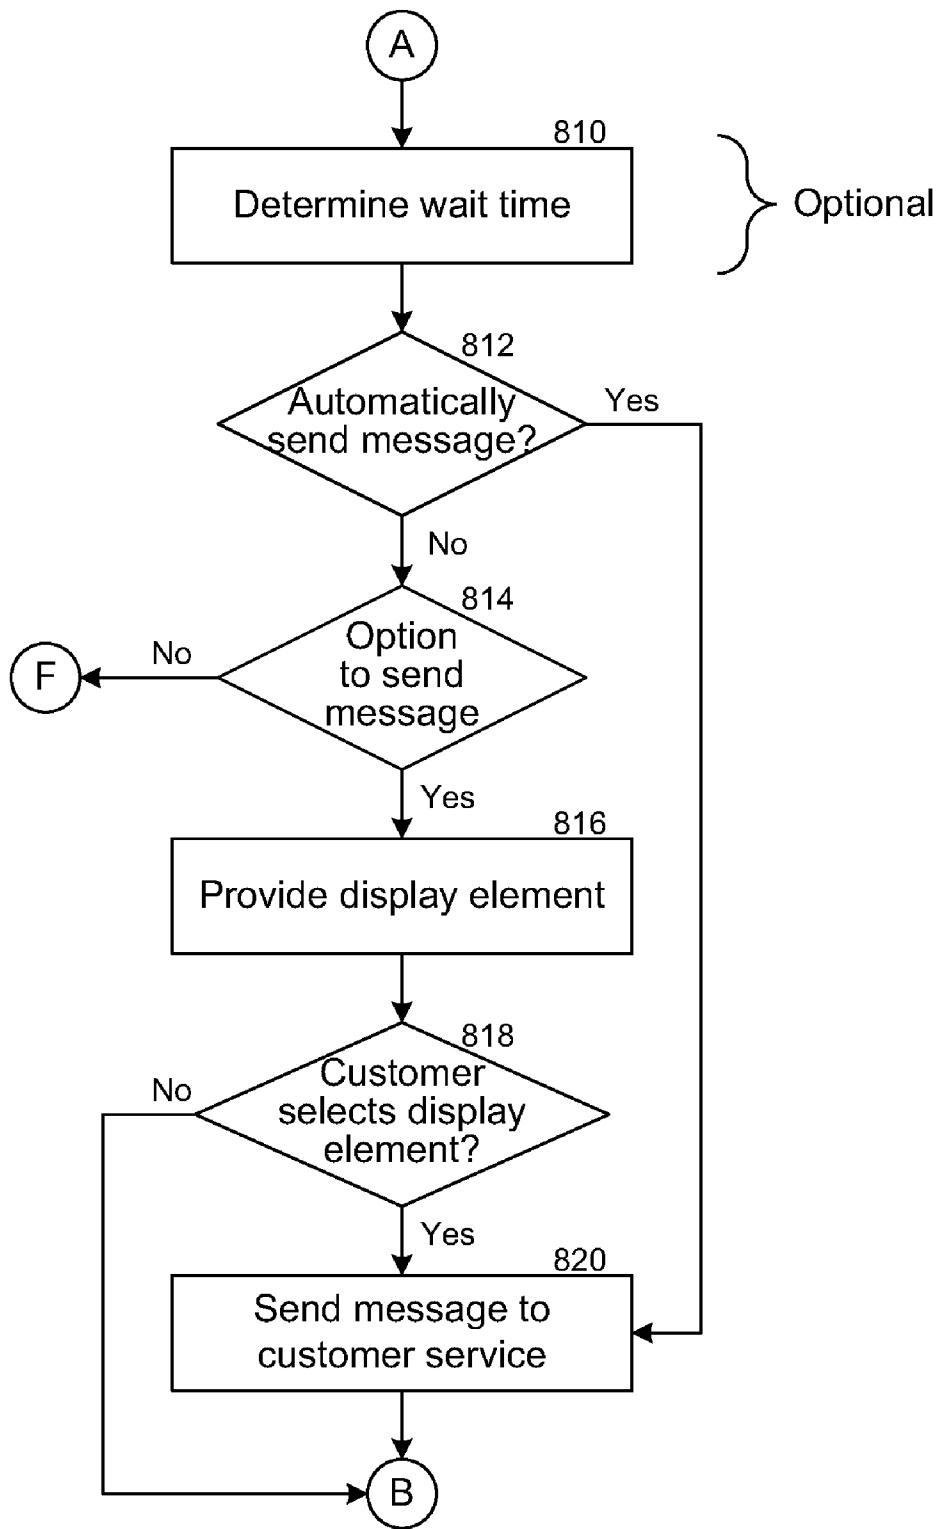 A
810
Determine wait time
Optional
812
Automatically
send message?
Yes
No
814
Option
to send
message
No
F
Yes
816
Provide display element
818
Customer
selects display
element?
No
Yes
820
Send message to
customer service
B